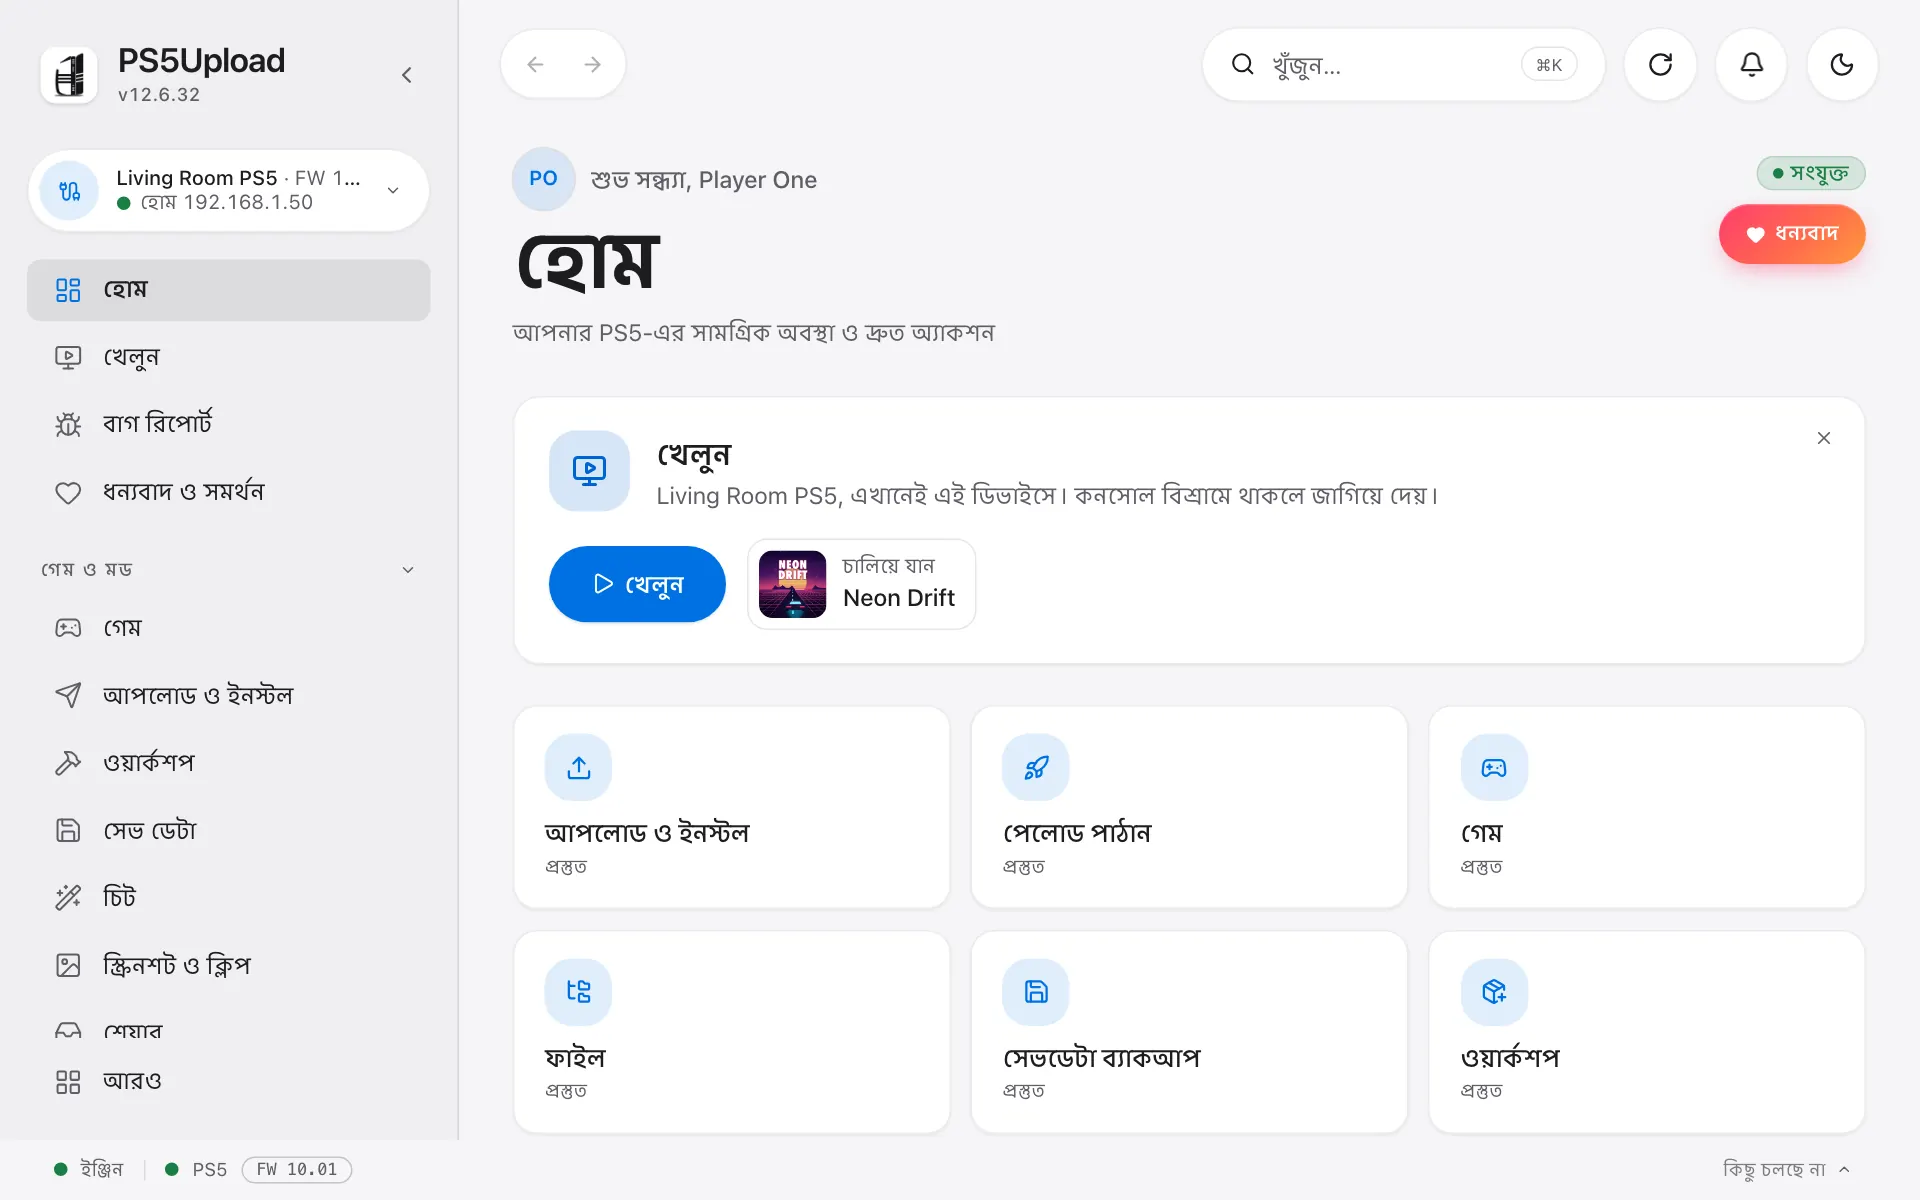 PS5Upload
v12.6.32
Living Room PS5 · FW 1...
হোম 192.168.1.50
হোম
খেলুন
বাগ রিপোর্ট
ধন্যবাদ ও সমর্থন
গেম ও মড
গেম
আপলোড ও ইনস্টল
ওয়ার্কশপ
সেভ ডেটা
চিট
স্ক্রিনশট ও ক্লিপ
শেয়ার
আরও
ইঞ্জিন
PS5
FW 10.01
খুঁজুন...
⌘K
PO
শুভ সন্ধ্যা, Player One
হোম
আপনার PS5-এর সামগ্রিক অবস্থা ও দ্রুত অ্যাকশন
সংযুক্ত
ধন্যবাদ
খেলুন
Living Room PS5, এখানেই এই ডিভাইসে। কনসোল বিশ্রামে থাকলে জাগিয়ে দেয়।
খেলুন
NEON
DRIFT
চালিয়ে যান
Neon Drift
আপলোড ও ইনস্টল
প্রস্তুত
পেলোড পাঠান
প্রস্তুত
গেম
প্রস্তুত
ফাইল
প্রস্তুত
সেভডেটা ব্যাকআপ
প্রস্তুত
ওয়ার্কশপ
প্রস্তুত
কিছু চলছে না